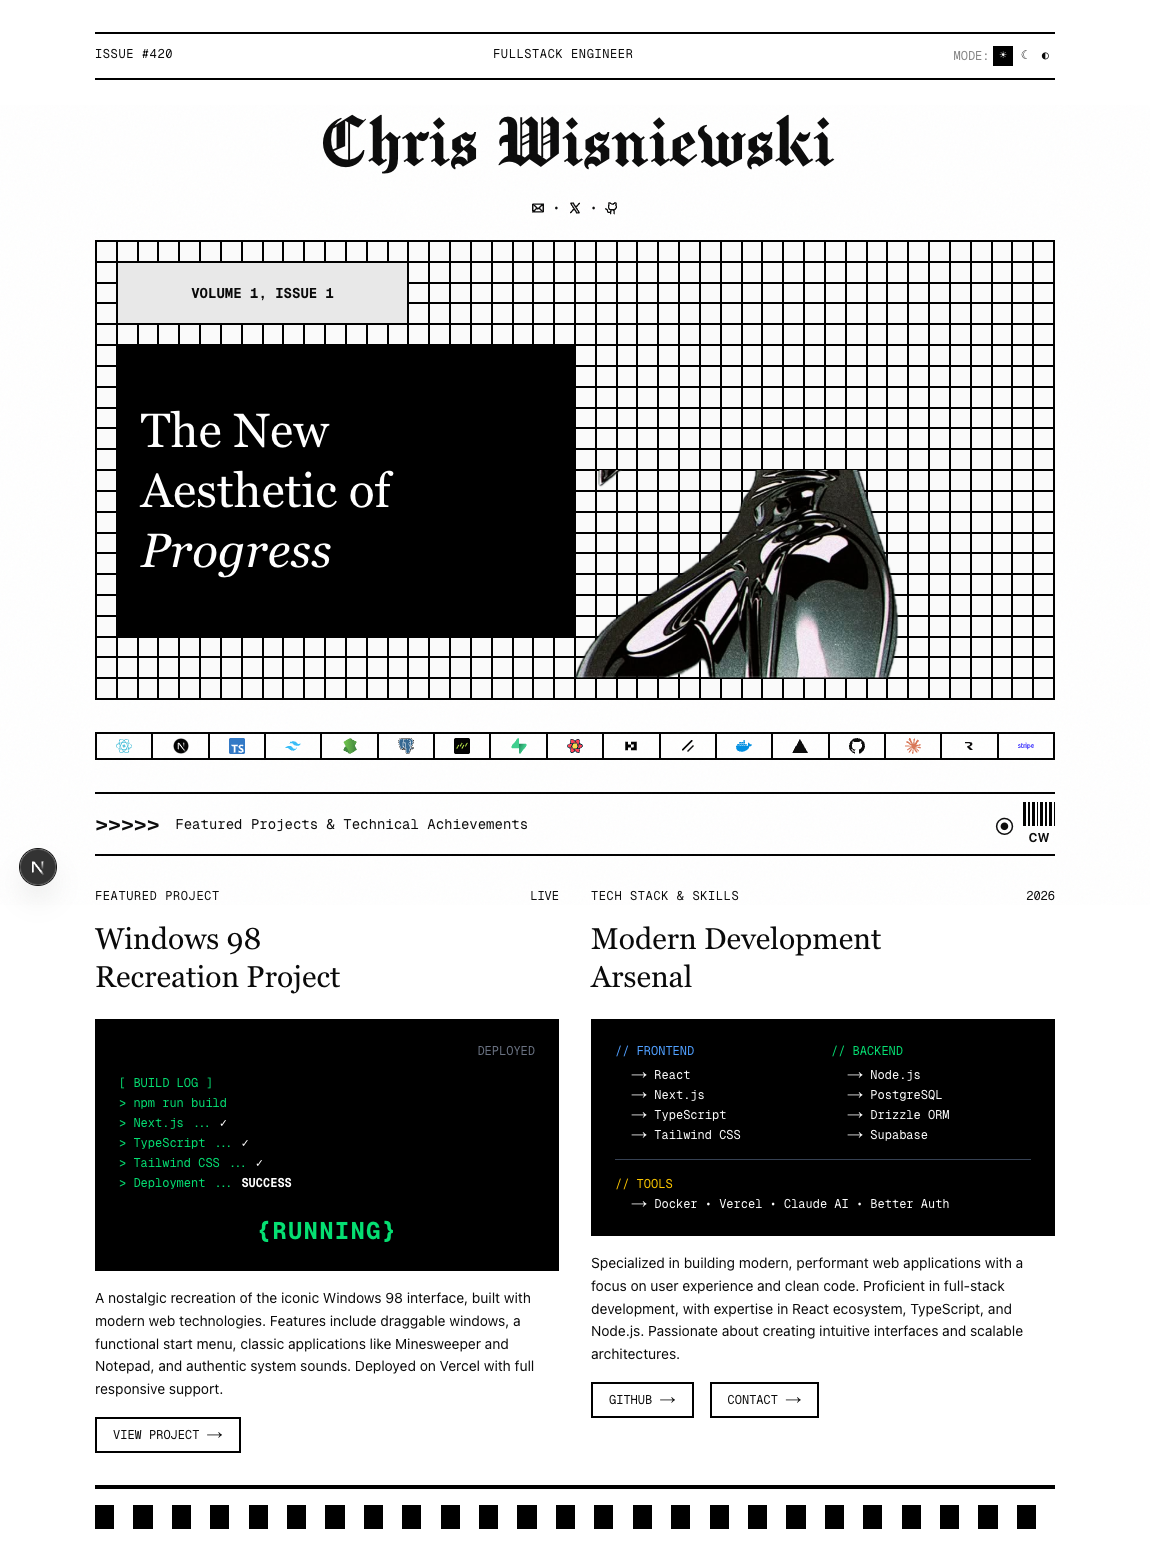 ISSUE #420
FULLSTACK ENGINEER
MODE:
Chris Wisniewski
VOLUME 1, ISSUE 1
The New
Aesthetic of
Progress
TS
stripe
>>>>> Featured Projects & Technical Achievements
CW
N
FEATURED PROJECT
LIVE
Windows 98
Recreation Project
DEPLOYED
[ BUILD LOG ]
> npm run build
> Next.js ... ✓
> TypeScript ... ✓
> Tailwind CSS ... ✓
> Deployment ... SUCCESS
{RUNNING}
A nostalgic recreation of the iconic Windows 98 interface, built with
modern web technologies. Features include draggable windows, a
functional start menu, classic applications like Minesweeper and
Notepad, and authentic system sounds. Deployed on Vercel with full
responsive support.
VIEW PROJECT →
TECH STACK & SKILLS
2026
Modern Development
Arsenal
// FRONTEND
→ React
→ Next.js
→ TypeScript
→ Tailwind CSS
// BACKEND
→ Node.js
→ PostgreSQL
→ Drizzle ORM
→ Supabase
// TOOLS
→ Docker • Vercel • Claude AI • Better Auth
Specialized in building modern, performant web applications with a
focus on user experience and clean code. Proficient in full-stack
development, with expertise in React ecosystem, TypeScript, and
Node.js. Passionate about creating intuitive interfaces and scalable
architectures.
GITHUB →
CONTACT →